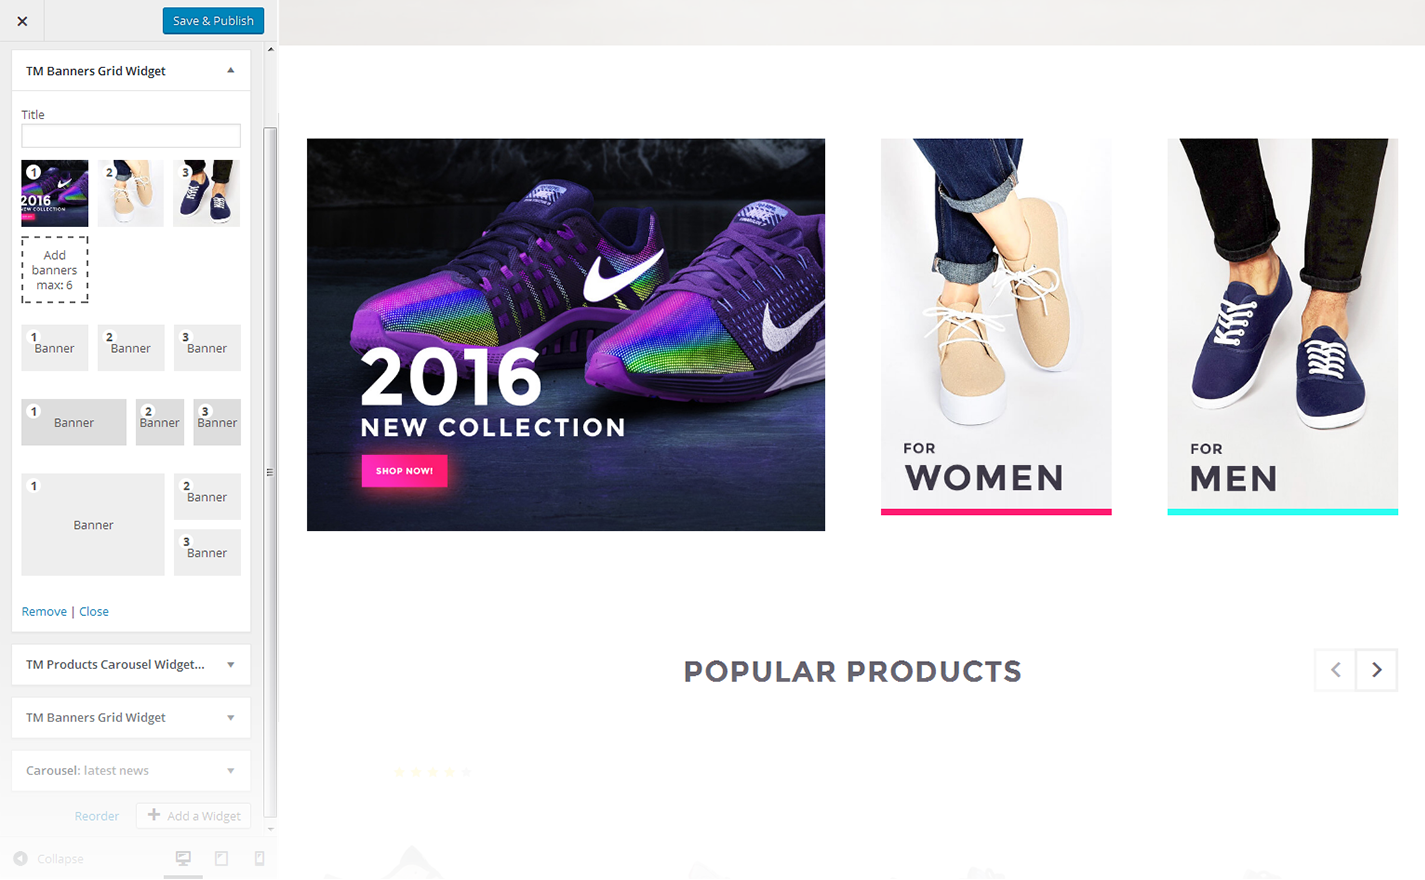 Save & Publish
TM Banners Grid Widget
Title
1
2016
NEW COLLECTION
2
3
Add
banners
max: 6
1
Banner
2
Banner
3
Banner
1
Banner
2
Banner
3
Banner
1
Banner
2
Banner
3
Banner
Remove | Close
TM Products Carousel Widget...
TM Banners Grid Widget
Carousel: latest news
Reorder
Add a Widget
Collapse
2016
NEW COLLECTION
SHOP NOW!
FOR
WOMEN
FOR
MEN
POPULAR PRODUCTS